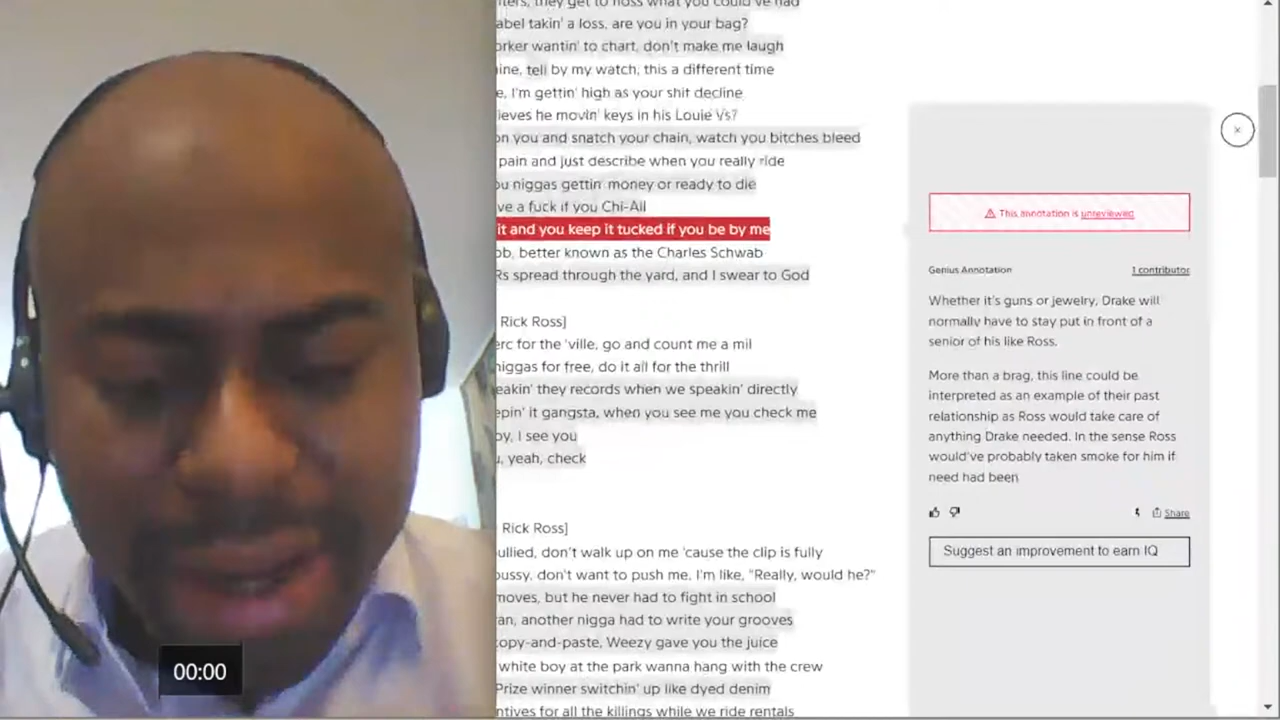 ters, they get to floss what you could've had
abel takin' a loss, are you in your bag?
orker wantin' to chart, don't make me laugh
ine, tell by my watch, this a different time
e, I'm gettin' high as your shit decline
ieves he movin' keys in his Louie Vs?
on you and snatch your chain, watch you bitches bleed
pain and just describe when you really ride
ou niggas gettin' money or ready to die
ve a fuck if you Chi-Ali
it and you keep it tucked if you be by me
ob, better known as the Charles Schwab
Rs spread through the yard, and I swear to God
Rick Ross]
erc for the 'ville, go and count me a mil
niggas for free, do it all for the thrill
eakin' they records when we speakin' directly
epin' it gangsta, when you see me you check me
oy, I see you
u, yeah, check
Rick Ross]
ullied, don't walk up on me 'cause the clip is fully
oussy, don't want to push me, I'm like, "Really, would he?"
moves, but he never had to fight in school
an, another nigga had to write your grooves
copy-and-paste, Weezy gave you the juice
white boy at the park wanna hang with the crew
Prize winner switchin' up like dyed denim
ntives for all the killings while we ride rentals
This annotation is unreviewed
Genius Annotation 1 contributor
Whether it's guns or jewelry, Drake will
normally have to stay put in front of a
senior of his like Ross.
More than a brag, this line could be
interpreted as an example of their past
relationship as Ross would take care of
anything Drake needed. In the sense Ross
would've probably taken smoke for him if
need had been
Share
Suggest an improvement to earn IQ
00:00